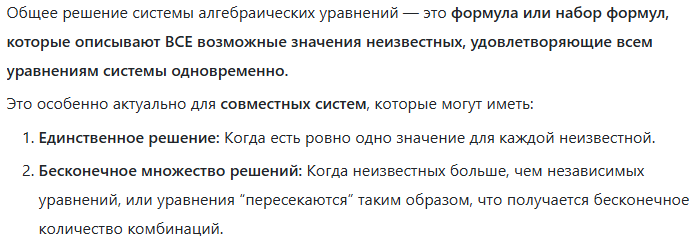 Общее решение системы алгебраических уравнений — это формула или набор формул,
которые описывают ВСЕ возможные значения неизвестных, удовлетворяющие всем
уравнениям системы одновременно.
Это особенно актуально для совместных систем, которые могут иметь:
1. Единственное решение: Когда есть ровно одно значение для каждой неизвестной.
2. Бесконечное множество решений: Когда неизвестных больше, чем независимых
уравнений, или уравнения “пересекаются” таким образом, что получается бесконечное
количество комбинаций.